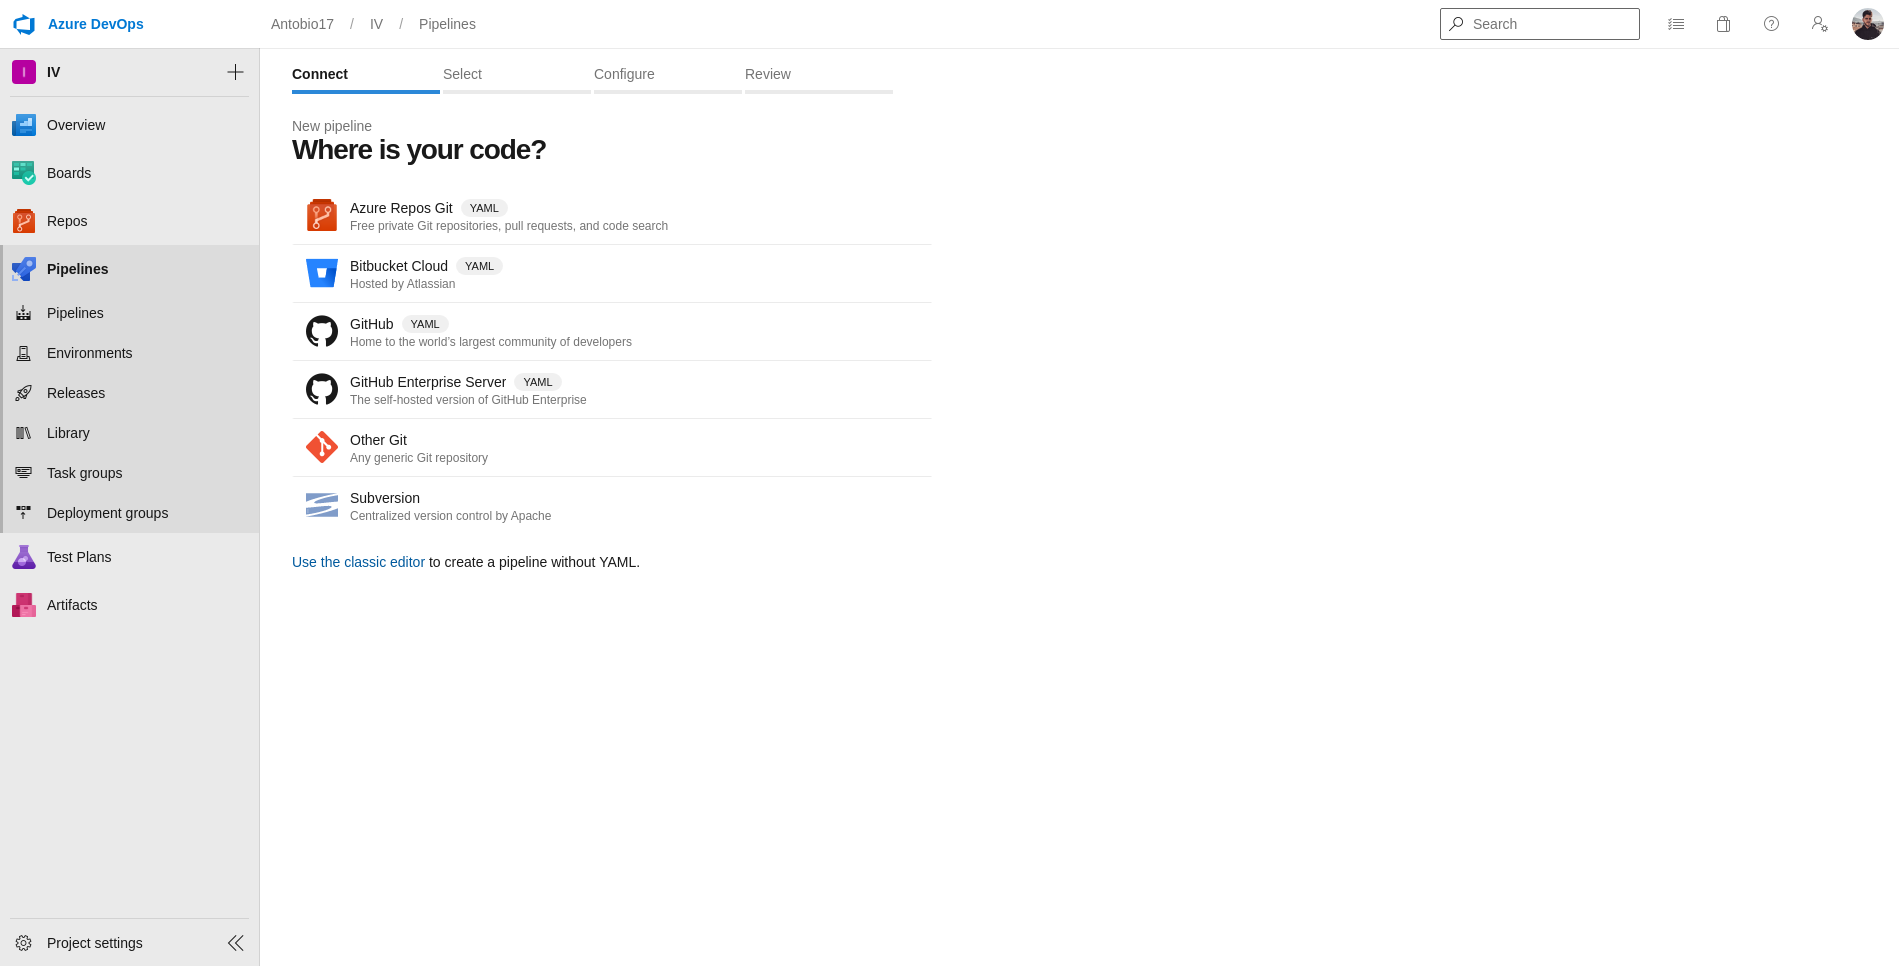 Azure DevOps
Antobio17 / IV / Pipelines
Search
I
IV
Overview
Boards
Repos
Pipelines
Pipelines
Environments
Releases
Library
Task groups
Deployment groups
Test Plans
Artifacts
Project settings
Connect
Select
Configure
Review
New pipeline
Where is your code?
Azure Repos Git YAML
Free private Git repositories, pull requests, and code search
Bitbucket Cloud YAML
Hosted by Atlassian
GitHub YAML
Home to the world’s largest community of developers
GitHub Enterprise Server YAML
The self-hosted version of GitHub Enterprise
Other Git
Any generic Git repository
Subversion
Centralized version control by Apache
Use the classic editor to create a pipeline without YAML.